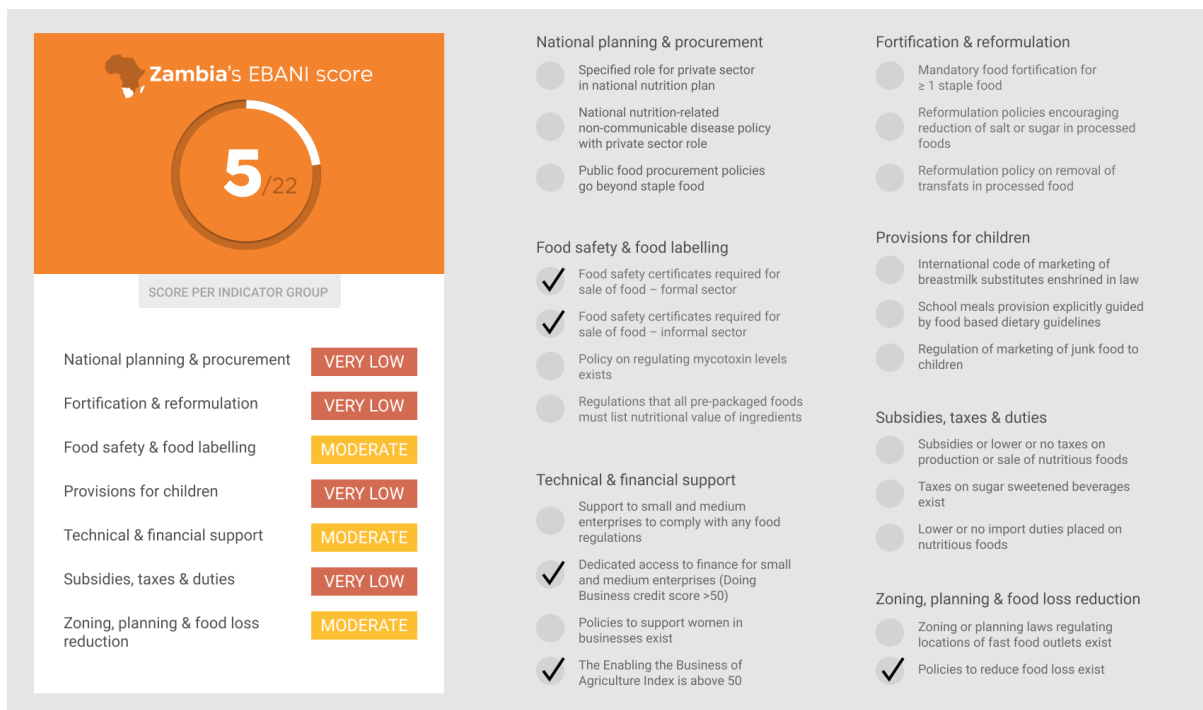 Zambia's EBANI score
5/22
SCORE PER INDICATOR GROUP
National planning & procurement VERY LOW
Fortification & reformulation VERY LOW
Food safety & food labelling MODERATE
Provisions for children VERY LOW
Technical & financial support MODERATE
Subsidies, taxes & duties VERY LOW
Zoning, planning & food loss
reduction
MODERATE
National planning & procurement
Specified role for private sector
in national nutrition plan
National nutrition-related
non-communicable disease policy
with private sector role
Public food procurement policies
go beyond staple food
Food safety & food labelling
Food safety certificates required for
sale of food – formal sector
Food safety certificates required for
sale of food – informal sector
Policy on regulating mycotoxin levels
exists
Regulations that all pre-packaged foods
must list nutritional value of ingredients
Technical & financial support
Support to small and medium
enterprises to comply with any food
regulations
Dedicated access to finance for small
and medium enterprises (Doing
Business credit score >50)
Policies to support women in
businesses exist
The Enabling the Business of
Agriculture Index is above 50
Fortification & reformulation
Mandatory food fortification for
≥ 1 staple food
Reformulation policies encouraging
reduction of salt or sugar in processed
foods
Reformulation policy on removal of
transfats in processed food
Provisions for children
International code of marketing of
breastmilk substitutes enshrined in law
School meals provision explicitly guided
by food based dietary guidelines
Regulation of marketing of junk food to
children
Subsidies, taxes & duties
Subsidies or lower or no taxes on
production or sale of nutritious foods
Taxes on sugar sweetened beverages
exist
Lower or no import duties placed on
nutritious foods
Zoning, planning & food loss reduction
Zoning or planning laws regulating
locations of fast food outlets exist
Policies to reduce food loss exist